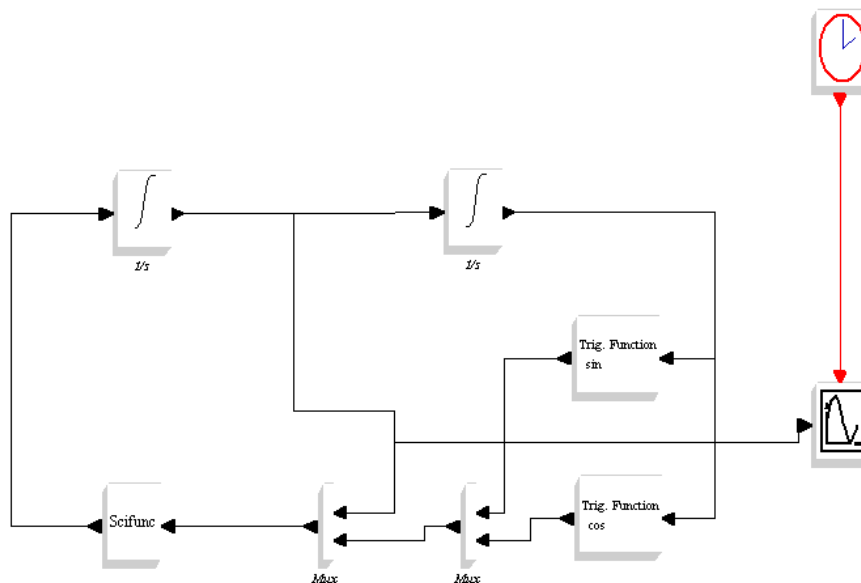 1/s
1/s
Trig. Function
sin
Trig. Function
cos
Scifunc
Mux
Mux